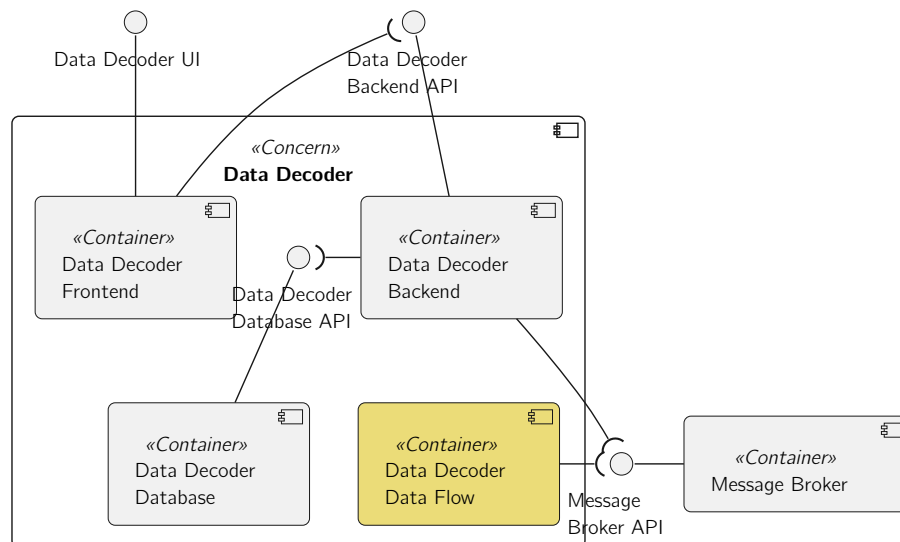 Data Decoder UI
Data Decoder
Backend API
«Concern»
Data Decoder
«Container»
Data Decoder
Frontend
«Container»
Data Decoder
Backend
Data Decoder
Database API
«Container»
Data Decoder
Database
«Container»
Data Decoder
Data Flow
Message
Broker API
«Container»
Message Broker